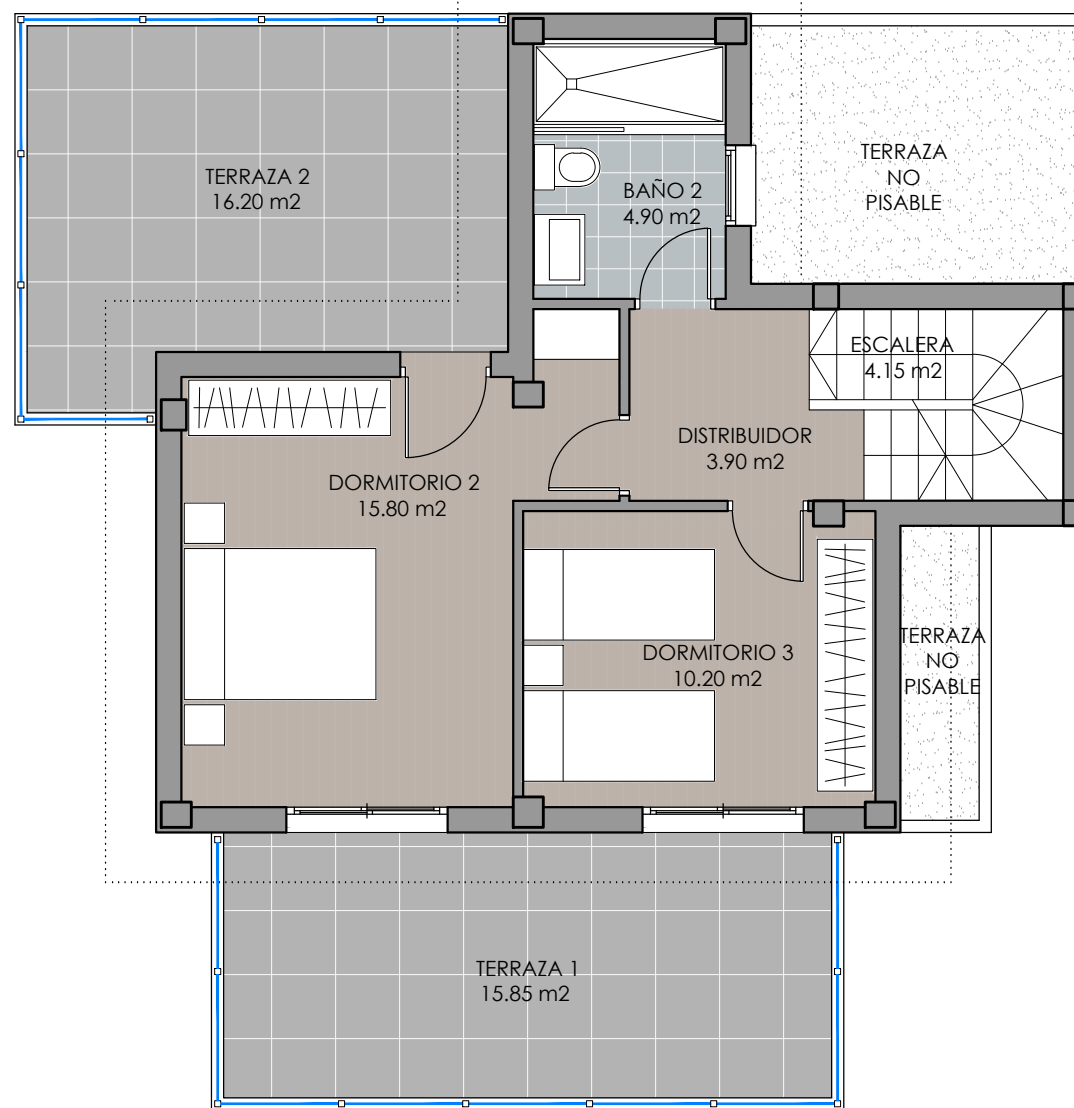 TERRAZA 2
16.20 m2
BAÑO 2
4.90 m2
TERRAZA
NO
PISABLE
ESCALERA
4.15 m2
DISTRIBUIDOR
3.90 m2
DORMITORIO 2
15.80 m2
DORMITORIO 3
10.20 m2
TERRAZA
NO
PISABLE
TERRAZA 1
15.85 m2